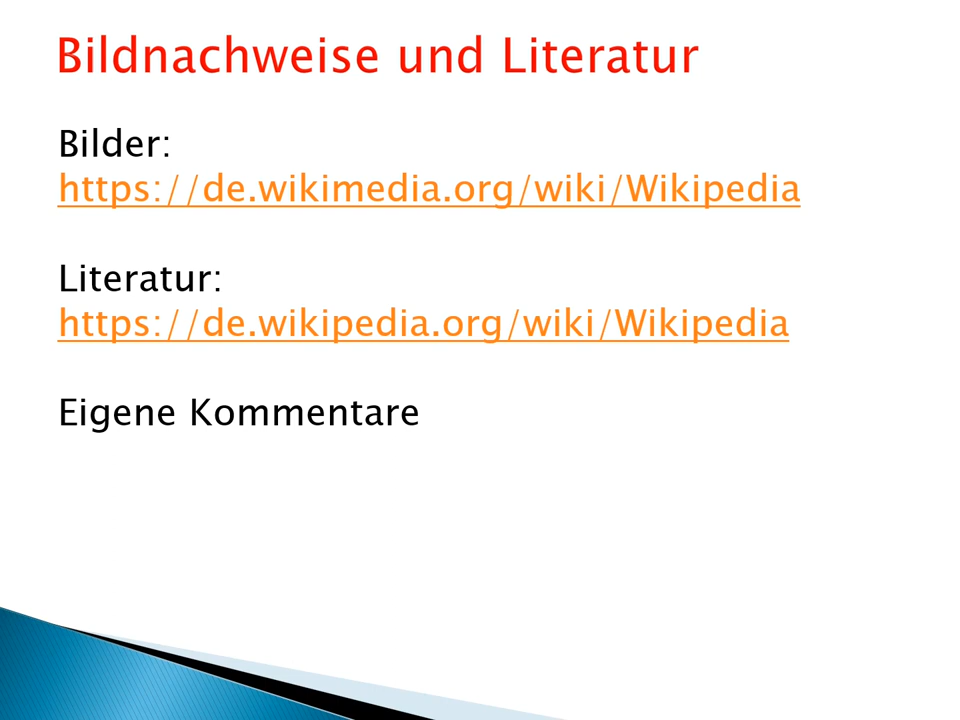 Bildnachweise und Literatur
Bilder:
https://de.wikimedia.org/wiki/Wikipedia
Literatur:
https://de.wikipedia.org/wiki/Wikipedia
Eigene Kommentare